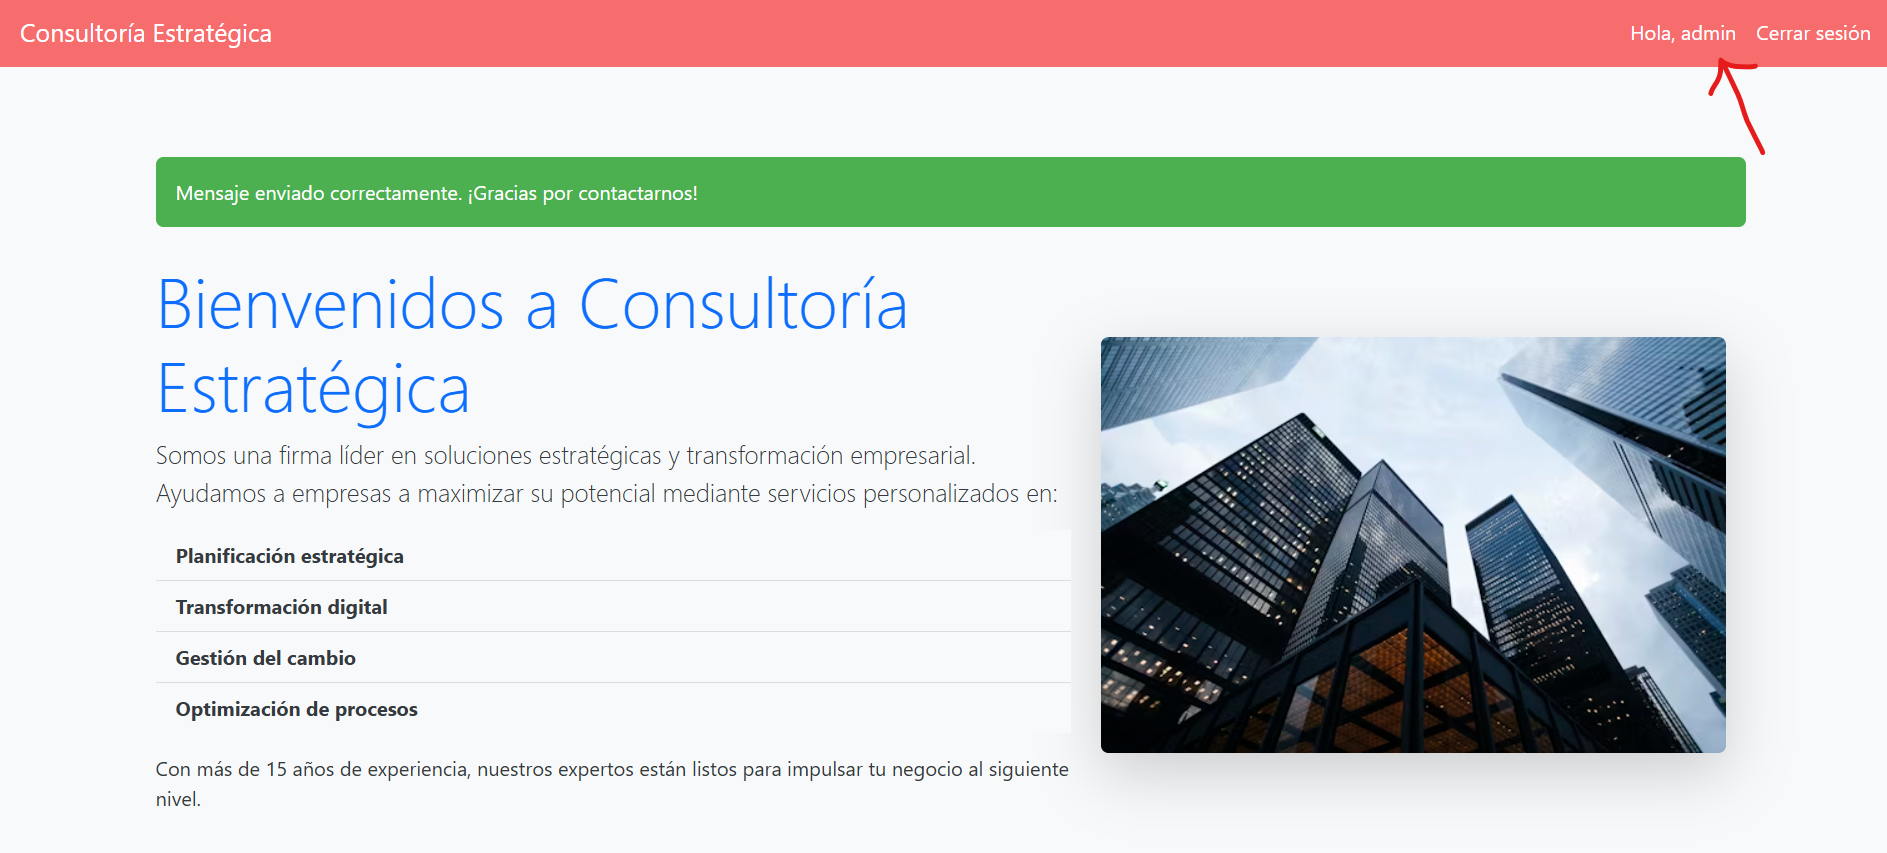 Consultoría Estratégica
Hola, admin
Cerrar sesión
Mensaje enviado correctamente. ¡Gracias por contactarnos!
Bienvenidos a Consultoría
Estratégica
Somos una firma líder en soluciones estratégicas y transformación empresarial.
Ayudamos a empresas a maximizar su potencial mediante servicios personalizados en:
Planificación estratégica
Transformación digital
Gestión del cambio
Optimización de procesos
Con más de 15 años de experiencia, nuestros expertos están listos para impulsar tu negocio al siguiente
nivel.